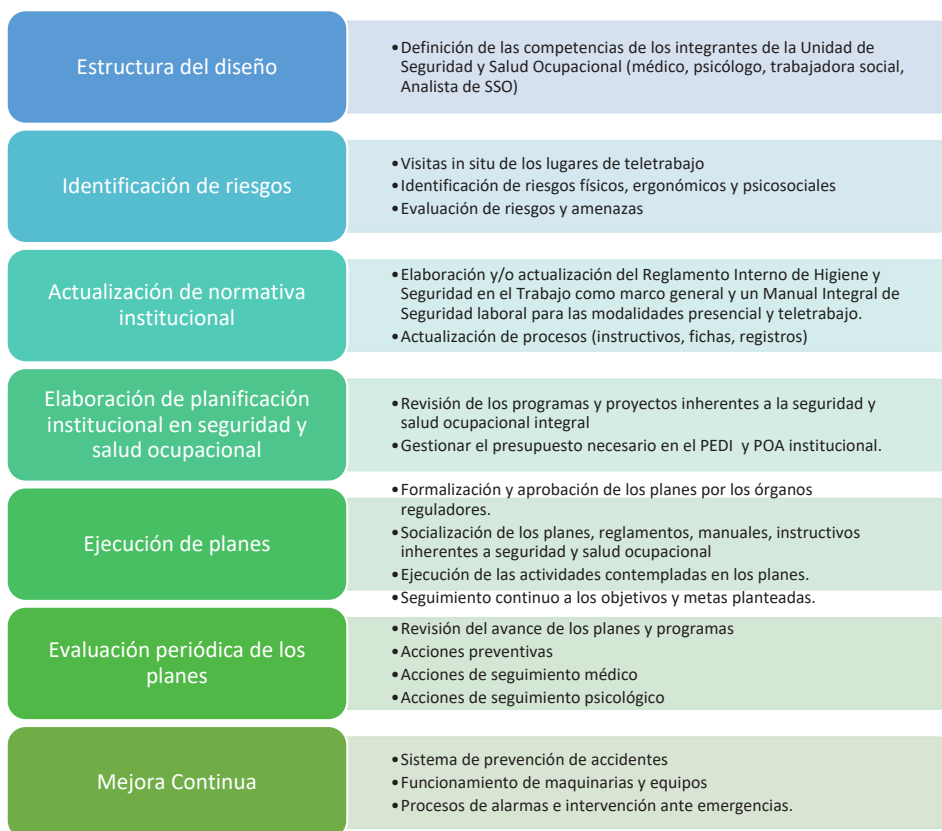 Estructura del diseño
•Definición de las competencias de los integrantes de la Unidad de
Seguridad y Salud Ocupacional (médico, psicólogo, trabajadora social,
Analista de SSO)
Identificación de riesgos
•Visitas in situ de los lugares de teletrabajo
•Identificación de riesgos físicos, ergonómicos y psicosociales
•Evaluación de riesgos y amenazas
Actualización de normativa
institucional
•Elaboración y/o actualización del Reglamento Interno de Higiene y
Seguridad en el Trabajo como marco general y un Manual Integral de
Seguridad laboral para las modalidades presencial y teletrabajo.
•Actualización de procesos (instructivos, fichas, registros)
Elaboración de planificación
institucional en seguridad y
salud ocupacional
•Revisión de los programas y proyectos inherentes a la seguridad y
salud ocupacional integral
•Gestionar el presupuesto necesario en el PEDI y POA institucional.
Ejecución de planes
•Formalización y aprobación de los planes por los órganos
reguladores.
•Socialización de los planes, reglamentos, manuales, instructivos
inherentes a seguridad y salud ocupacional
•Ejecución de las actividades contempladas en los planes.
•Seguimiento continuo a los objetivos y metas planteadas.
Evaluación periódica de los
planes
•Revisión del avance de los planes y programas
•Acciones preventivas
•Acciones de seguimiento médico
•Acciones de seguimiento psicológico
Mejora Continua
•Sistema de prevención de accidentes
•Funcionamiento de maquinarias y equipos
•Procesos de alarmas e intervención ante emergencias.